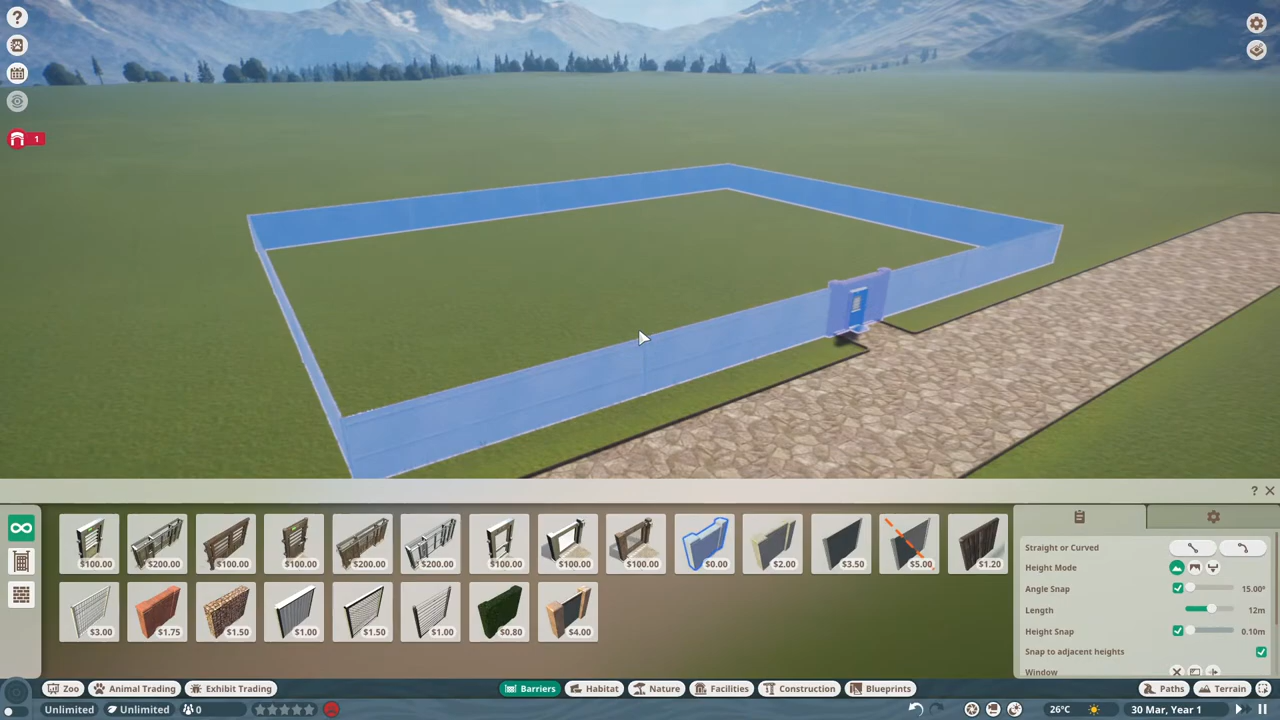 ?
1
? ×
$100.00 $200.00 $100.00 $100.00 $200.00 $200.00 $100.00 $100.00 $100.00 $0.00 $2.00 $3.50 $5.00 $1.20
$3.00 $1.75 $1.50 $1.00 $1.50 $1.00 $0.80 $4.00
Straight or Curved
Height Mode
Angle Snap 15.00°
Length 12m
Height Snap 0.10m
Snap to adjacent heights
Window
Zoo Animal Trading Exhibit Trading Barriers Habitat Nature Facilities Construction Blueprints Paths Terrain
Unlimited Unlimited 0 26°C 30 Mar, Year 1